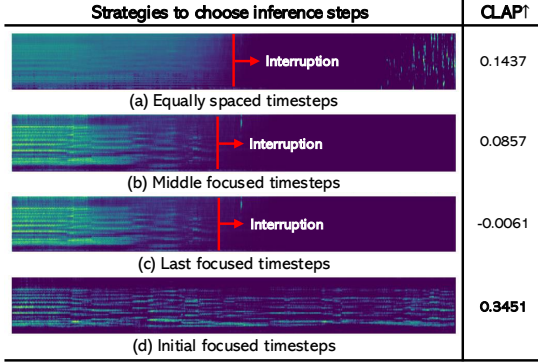 Strategies to choose inference steps CLAP↑
Interruption 0.1437
(a) Equally spaced timesteps
Interruption 0.0857
(b) Middle focused timesteps
Interruption -0.0061
(c) Last focused timesteps
0.3451
(d) Initial focused timesteps